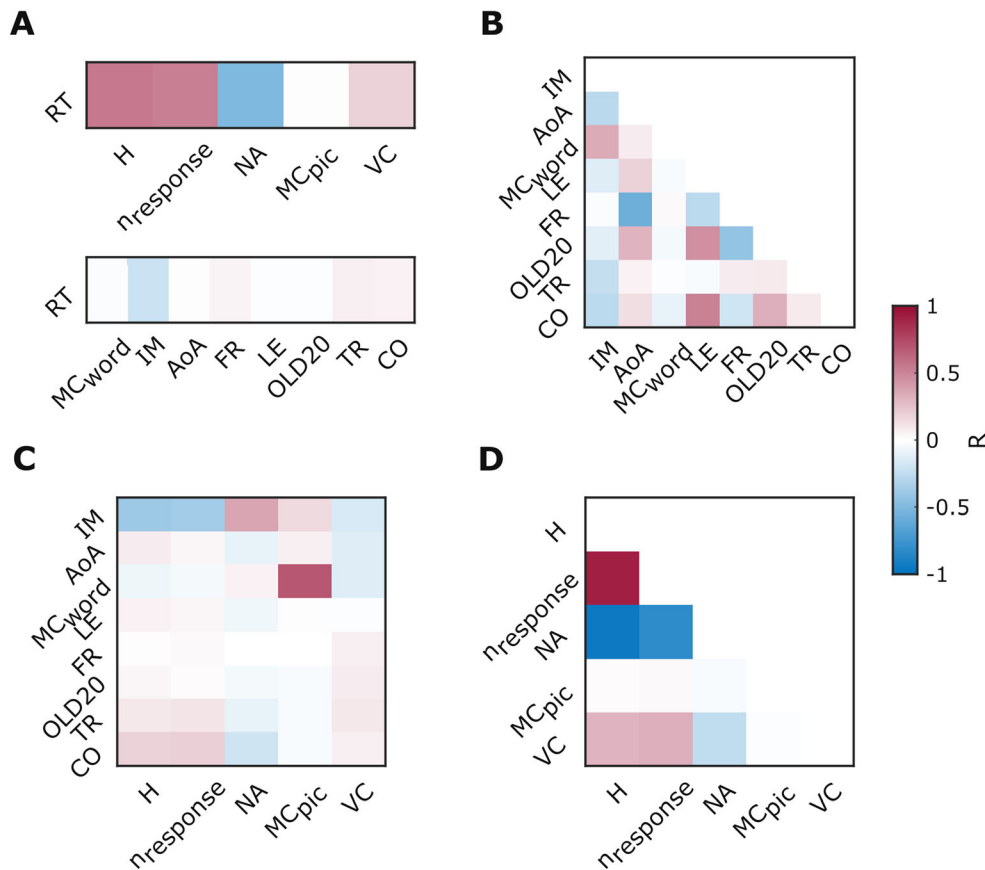 A
RT
H
nresponse
NA
MCpic
VC
RT
MCword
IM
AoA
FR
LE
OLD20
TR
CO
B
IM
AoA
MCword
LE
FR
OLD20
TR
CO
IM
AoA
MCword
LE
FR
OLD20
TR
CO
1
0.5
0
-0.5
-1
R
C
IM
AoA
MCword
LE
FR
OLD20
TR
CO
H
nresponse
NA
MCpic
VC
D
H
nresponse
NA
MCpic
VC
H
nresponse
NA
MCpic
VC